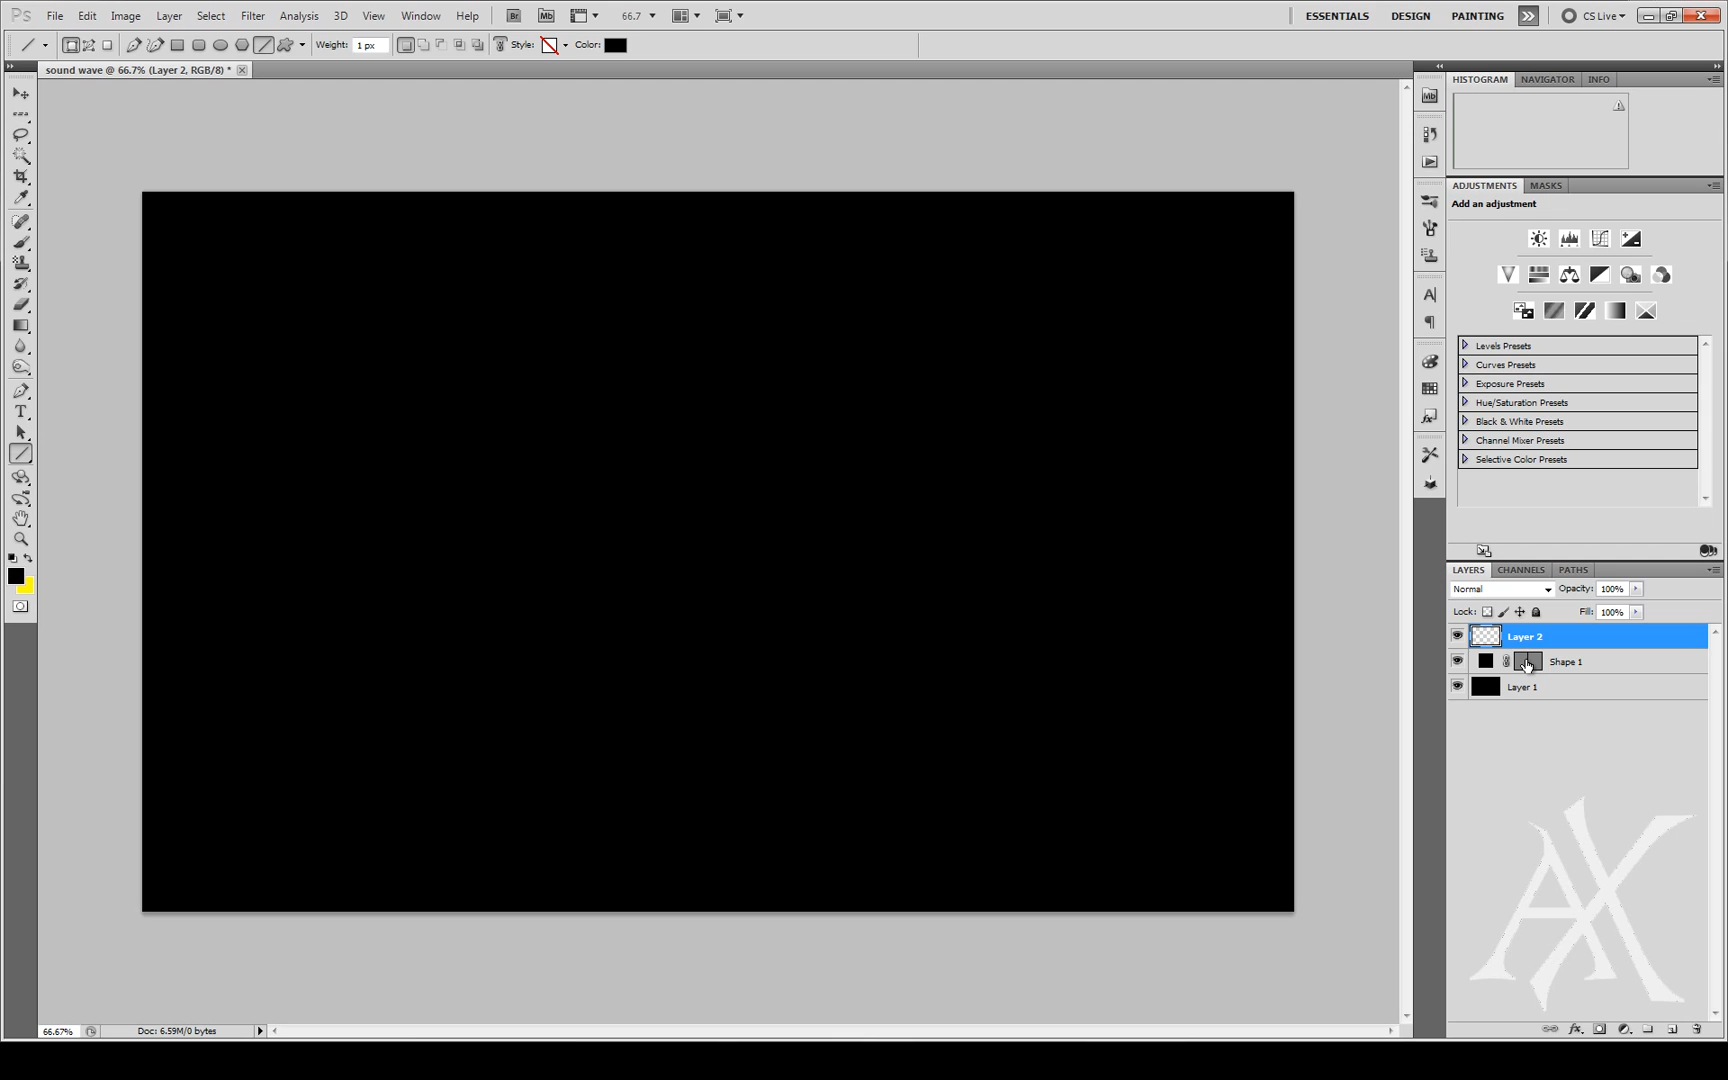 Ps File Edit Image Layer Select Filter Analysis 3D View Window Help Br Mb 66.7 ESSENTIALS DESIGN PAINTING CS Live
Weight: 1 px Style: Color:
sound wave @ 66.7% (Layer 2, RGB/8) *
HISTOGRAM NAVIGATOR INFO
Mb
ADJUSTMENTS MASKS
Add an adjustment
Levels Presets
Curves Presets
Exposure Presets
Hue/Saturation Presets
Black & White Presets
Channel Mixer Presets
Selective Color Presets
LAYERS CHANNELS PATHS
Normal Opacity: 100%
Lock: Fill: 100%
Layer 2
Shape 1
Layer 1
AX
66.67% Doc: 6.59M/0 bytes